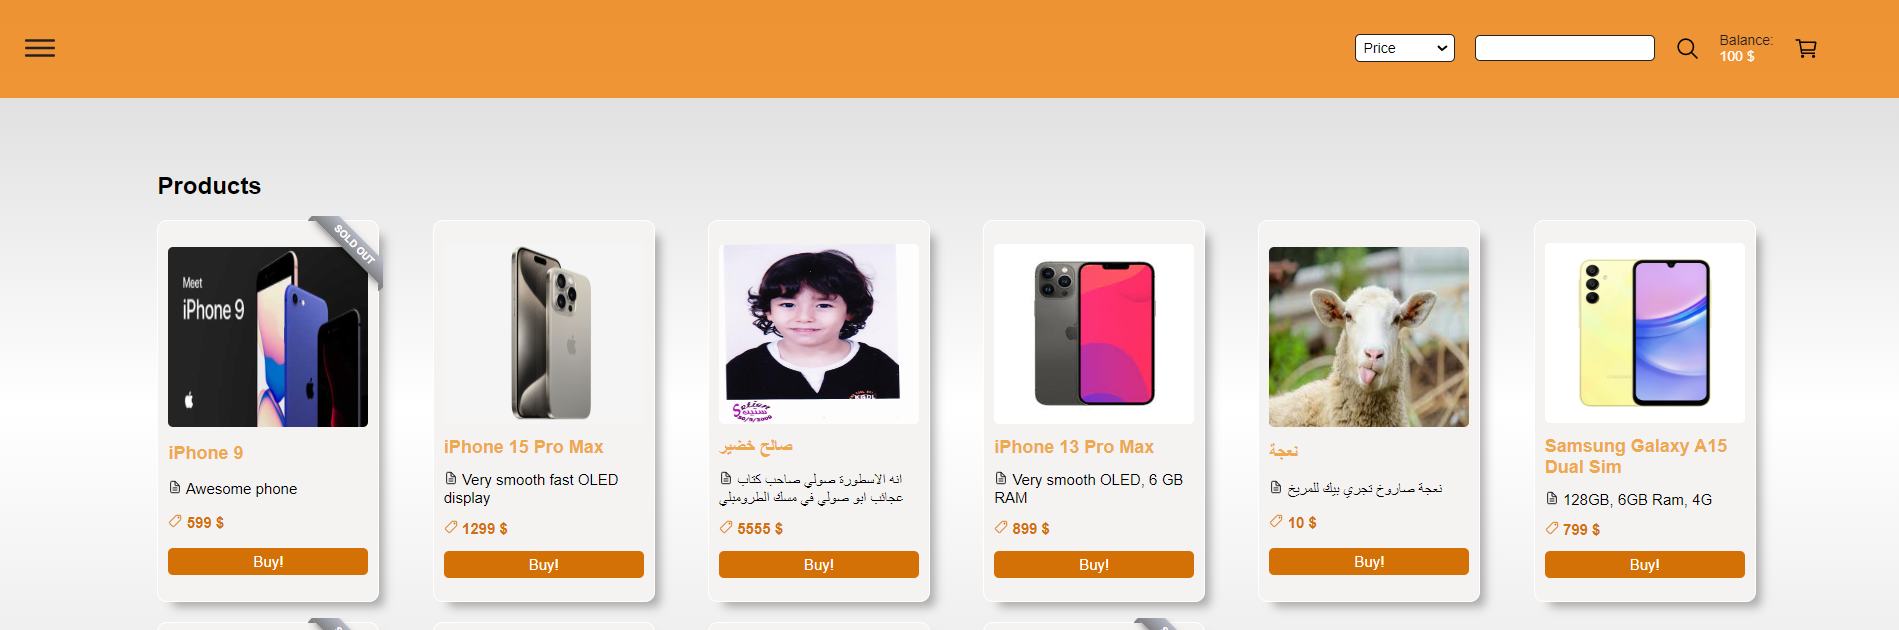 Price
Balance:
100 $
Products
SOLD OUT
Meet
iPhone 9
iPhone 9
Awesome phone
599 $
Buy!
iPhone 15 Pro Max
Very smooth fast OLED
display
1299 $
Buy!
صالح خضير
انه الاسطورة صولي صاحب كتاب
عجائب ابو صولي في مسك الطرومبلي
5555 $
Buy!
iPhone 13 Pro Max
Very smooth OLED, 6 GB
RAM
899 $
Buy!
نعجة
نعجة صاروخ تجري بيك للمريخ
10 $
Buy!
Samsung Galaxy A15
Dual Sim
128GB, 6GB Ram, 4G
799 $
Buy!